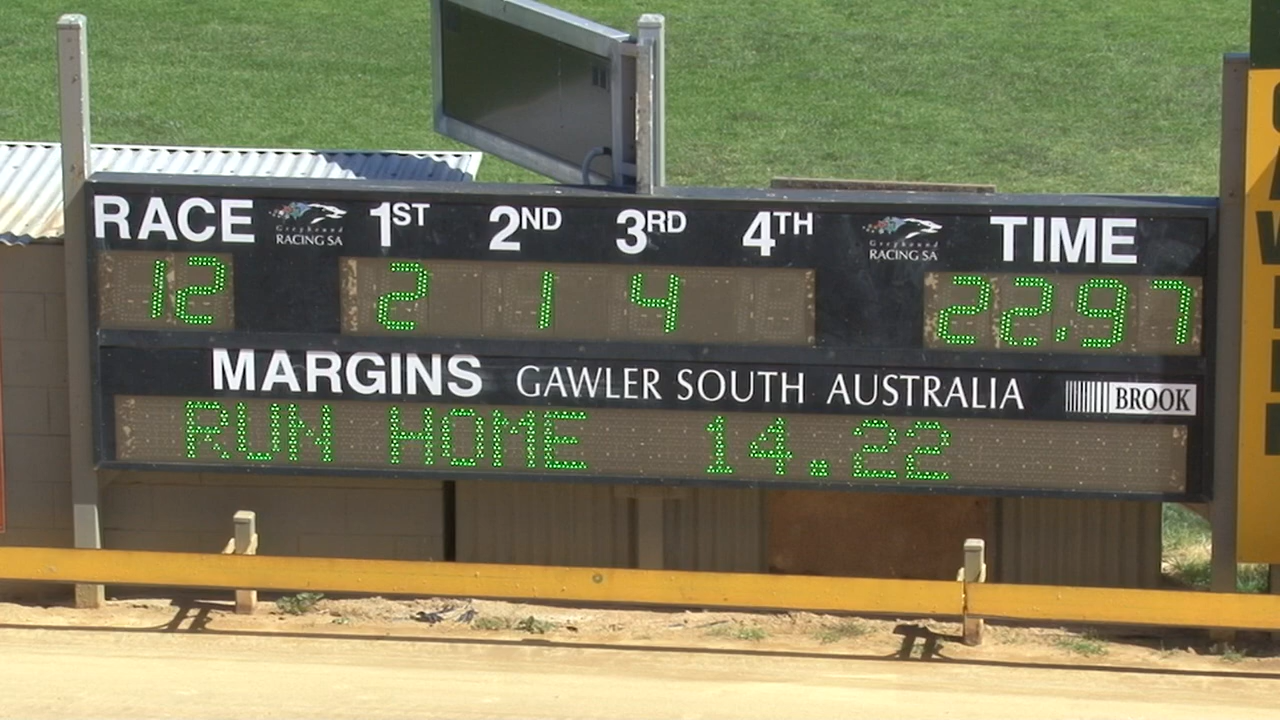 RACE Greyhound RACING SA 1ST 2ND 3RD 4TH Greyhound RACING SA TIME
12 2 1 4 22.97
MARGINS GAWLER SOUTH AUSTRALIA BROOK
RUN HOME 14.22